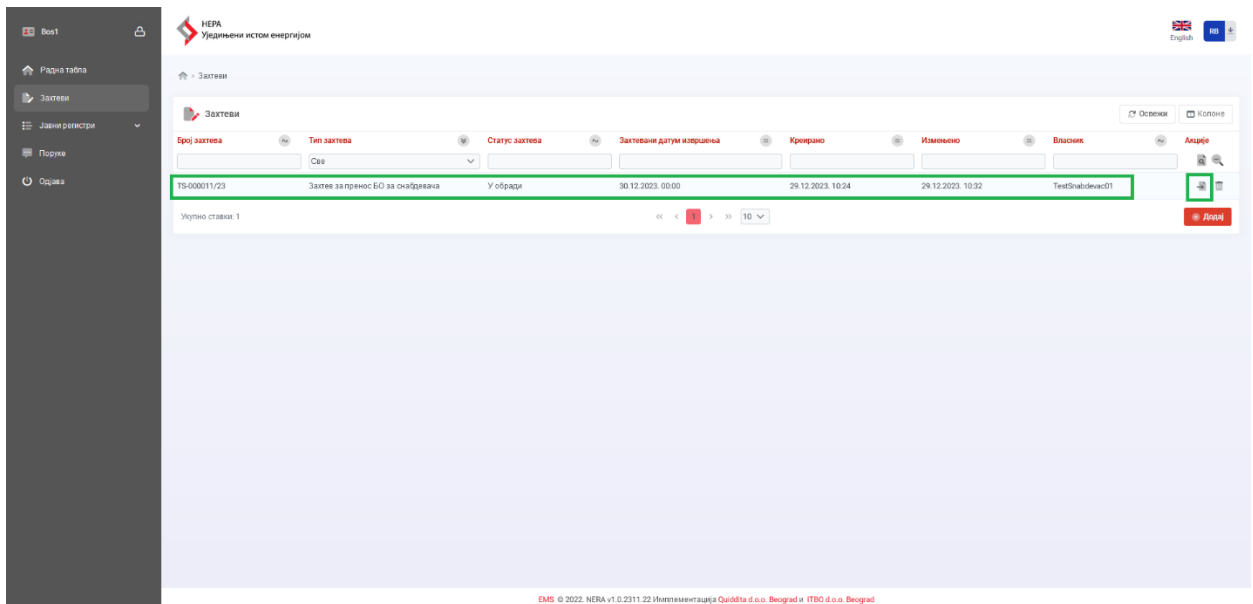 Bos1
НЕРА
Уједињени истом енергијом
English
RB
Радна табла
Захтеви
Јавни регистри
Поруке
Одјава
> Захтеви
Захтеви
Освежи
Колоне
Број захтева Тип захтева Статус захтева Захтевани датум извршења Креирано Измењено Власник Акције
Све
TS-000011/23 Захтев за пренос БО за снабдевача У обради 30.12.2023. 00:00 29.12.2023. 10:24 29.12.2023. 10:32 TestSnabdevac01
Укупно ставки: 1 << < 1 > >> 10 Додај
EMS © 2022. NERA v1.0.2311.22 Имплементација Quiddita d.o.o. Beograd и ITBO d.o.o. Beograd